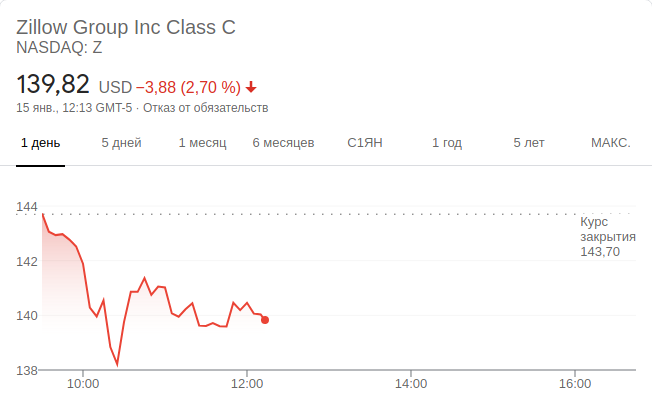 Zillow Group Inc Class C
NASDAQ: Z
139,82 USD −3,88 (2,70 %)
15 янв., 12:13 GMT-5 · Отказ от обязательств
1 день 5 дней 1 месяц 6 месяцев С1ЯН 1 год 5 лет МАКС.
144
Курс
закрытия
143,70
142
140
138
10:00 12:00 14:00 16:00